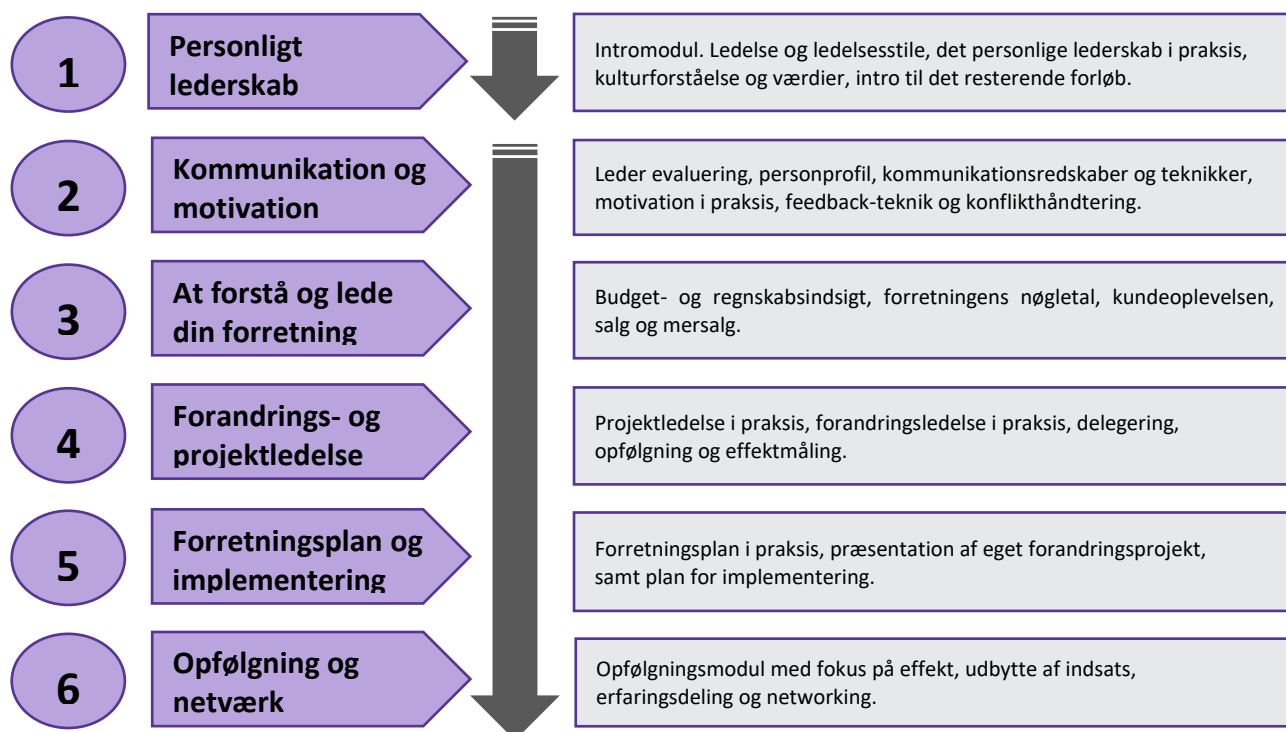 1
Personligt
lederskab
Intromodul. Ledelse og ledelsesstile, det personlige lederskab i praksis,
kulturforståelse og værdier, intro til det resterende forløb.
2
Kommunikation og
motivation
Leder evaluering, personprofil, kommunikationsredskaber og teknikker,
motivation i praksis, feedback-teknik og konflikthåndtering.
3
At forstå og lede
din forretning
Budget- og regnskabsindsigt, forretningens nøgletal, kundeoplevelsen,
salg og mersalg.
4
Forandrings- og
projektledelse
Projektledelse i praksis, forandringsledelse i praksis, delegering,
opfølgning og effektmåling.
5
Forretningsplan og
implementering
Forretningsplan i praksis, præsentation af eget forandringsprojekt,
samt plan for implementering.
6
Opfølgning og
netværk
Opfølgningsmodul med fokus på effekt, udbytte af indsats,
erfaringsdeling og networking.